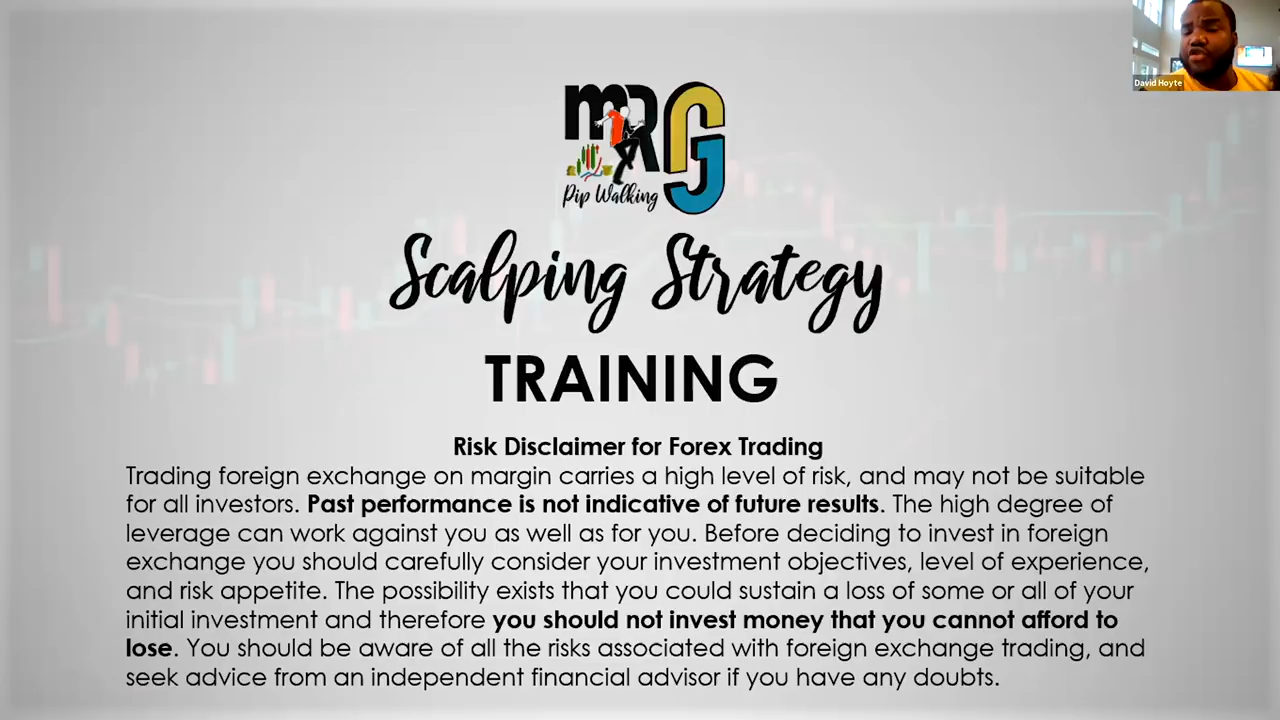 David Hoyte
mRG
Pip Walking
Scalping Strategy
TRAINING
Risk Disclaimer for Forex Trading
Trading foreign exchange on margin carries a high level of risk, and may not be suitable
for all investors. Past performance is not indicative of future results. The high degree of
leverage can work against you as well as for you. Before deciding to invest in foreign
exchange you should carefully consider your investment objectives, level of experience,
and risk appetite. The possibility exists that you could sustain a loss of some or all of your
initial investment and therefore you should not invest money that you cannot afford to
lose. You should be aware of all the risks associated with foreign exchange trading, and
seek advice from an independent financial advisor if you have any doubts.